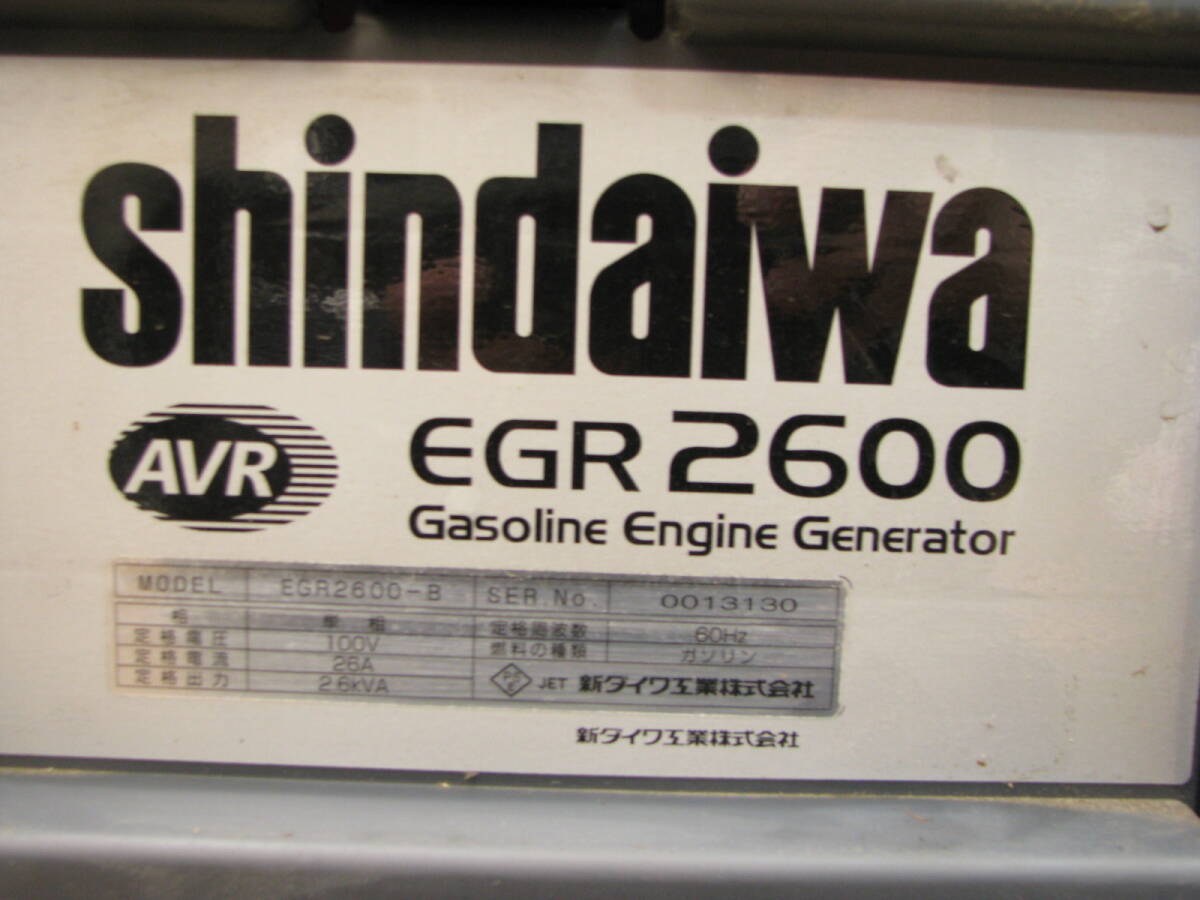 shindaiwa
AVR EGR2600
Gasoline Engine Generator
MODEL EGR2600-B SER.No. 0013130
相 単相 定格周波数 60Hz
定格電圧 100V 燃料の種類 ガソリン
定格電流 26A
定格出力 2.6kVA PSE JET 新ダイワ工業株式会社
新ダイワ工業株式会社